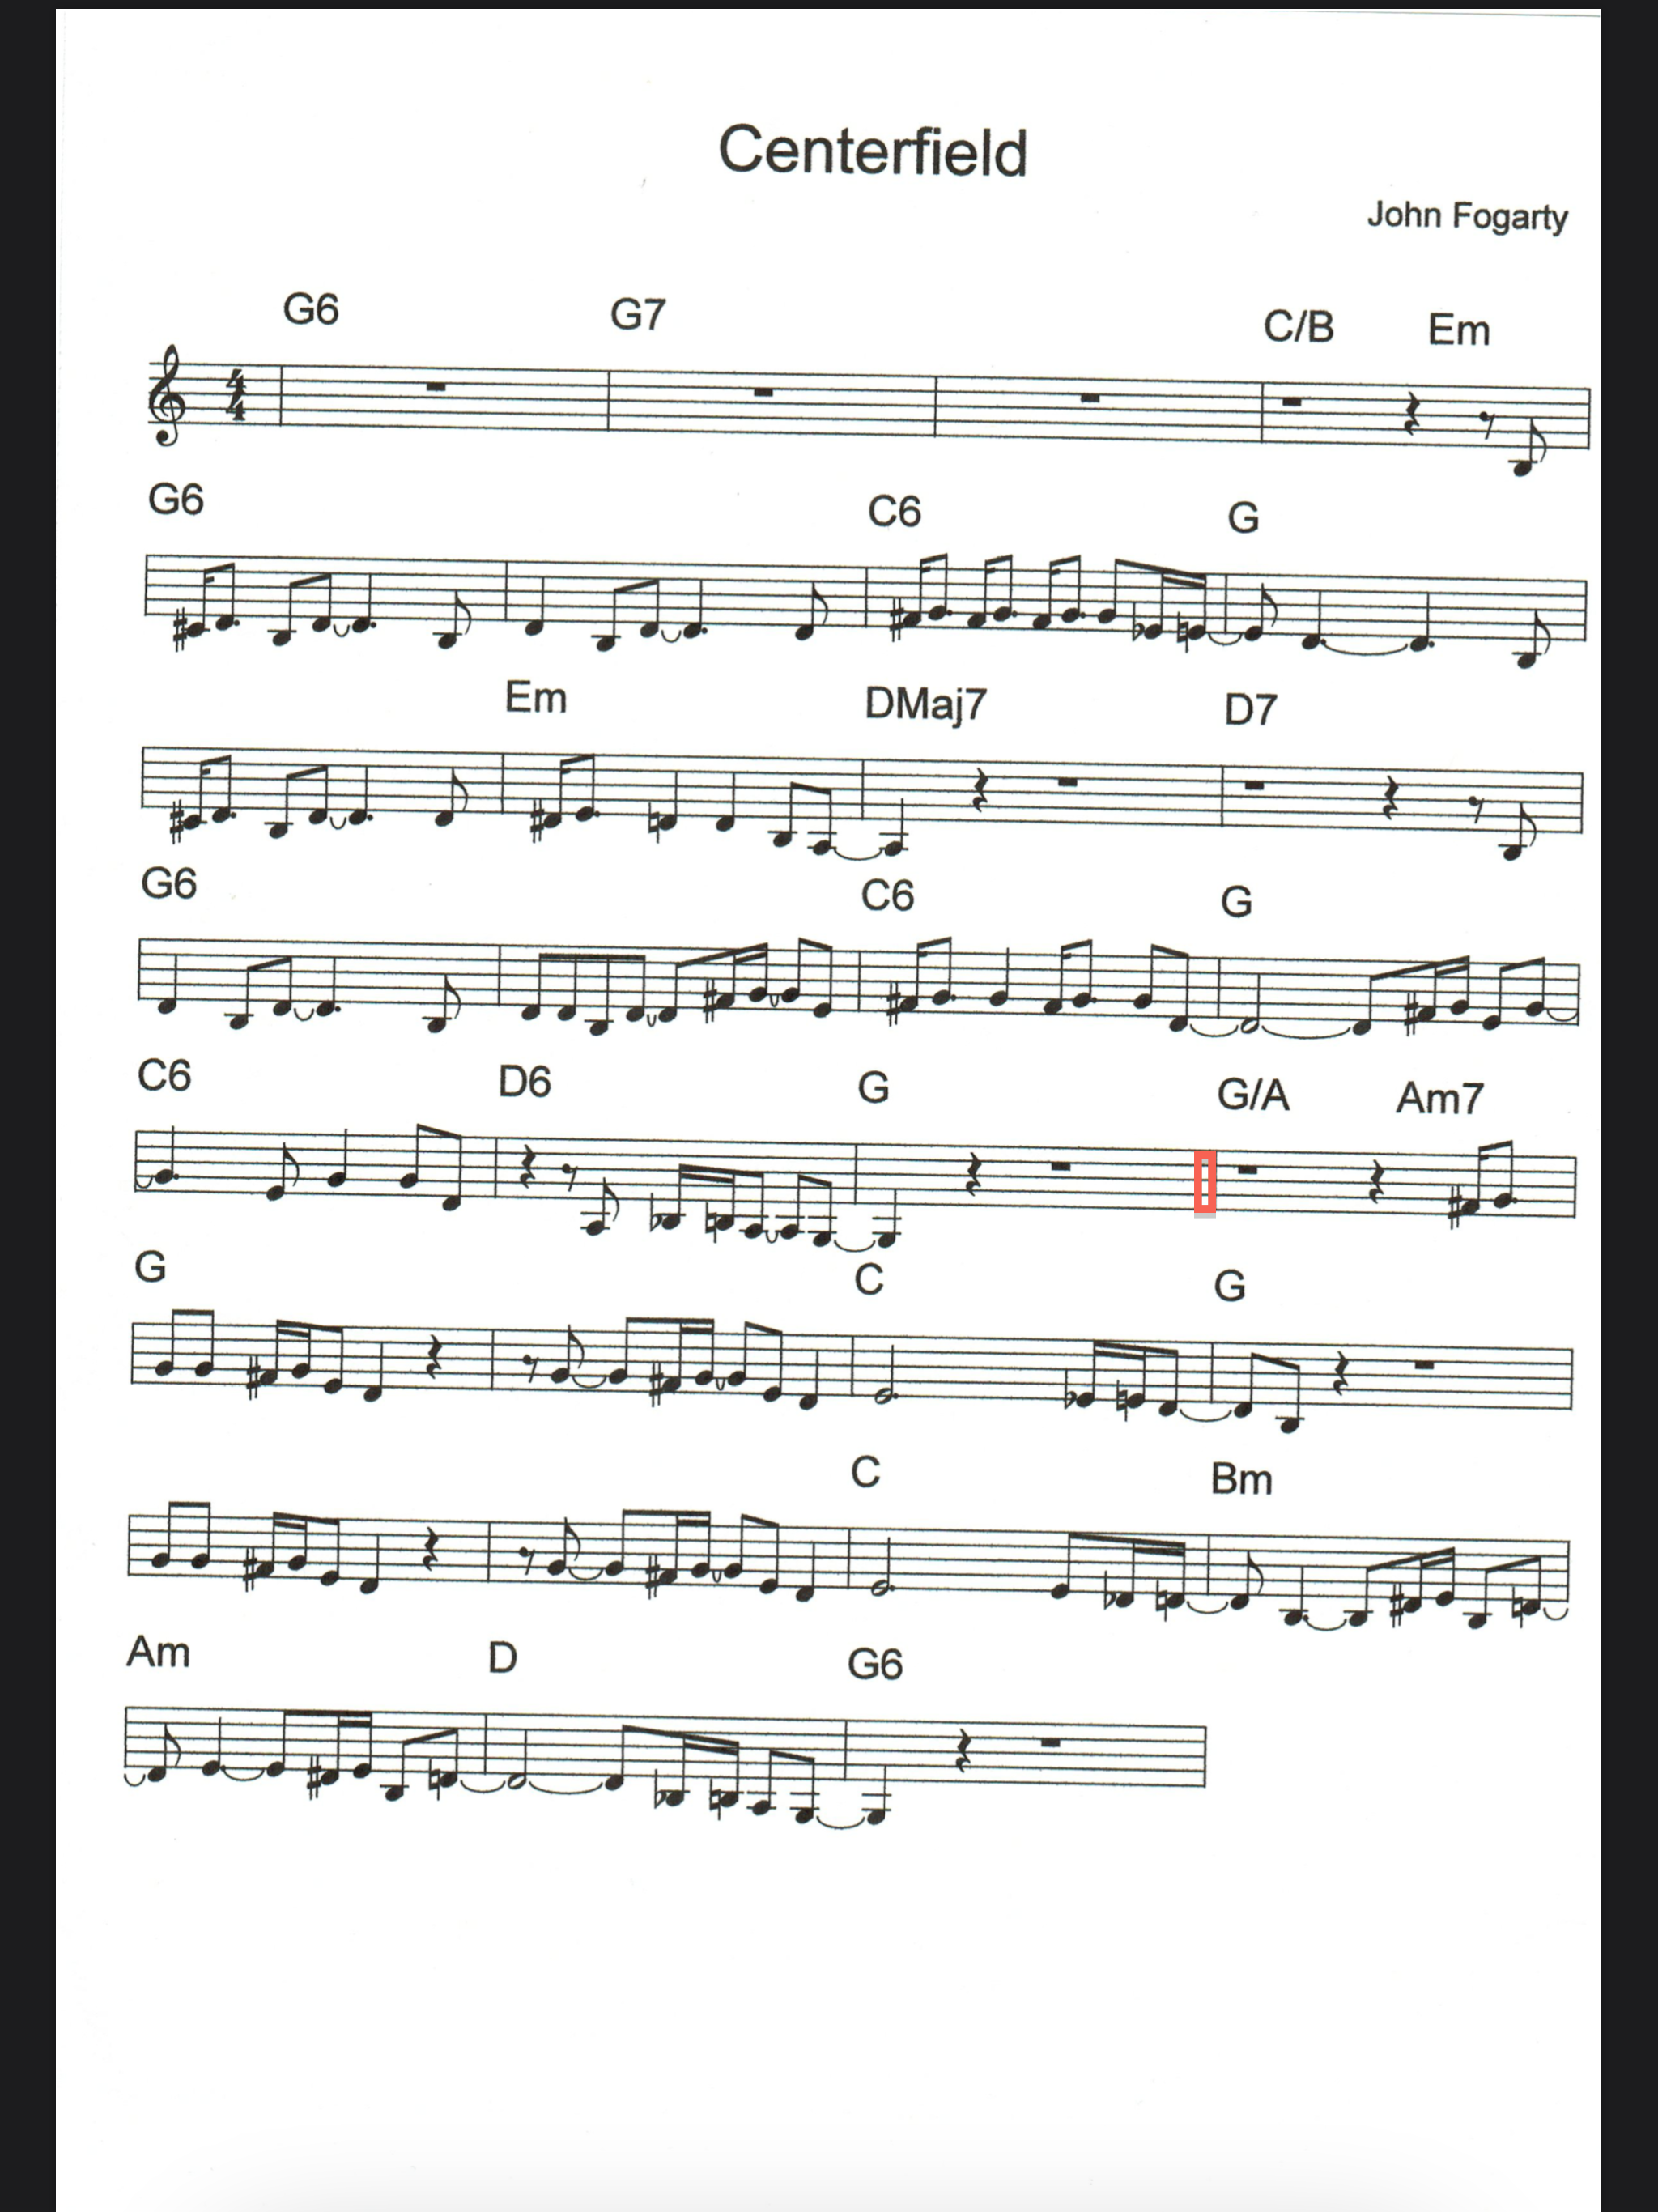 Centerfield
John Fogarty
G6 G7 C/B Em
4
4
G6 C6 G
Em DMaj7 D7
G6 C6 G
C6 D6 G G/A Am7
G C G
C Bm
Am D G6